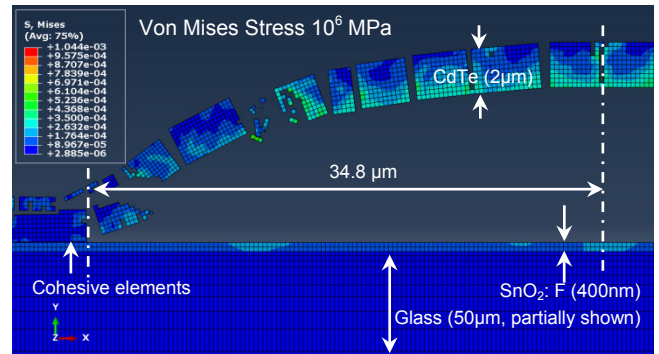 S, Mises
(Avg: 75%)
+1.044e-03
+9.575e-04
+8.707e-04
+7.839e-04
+6.971e-04
+6.104e-04
+5.236e-04
+4.368e-04
+3.500e-04
+2.632e-04
+1.764e-04
+8.967e-05
+2.885e-06
Von Mises Stress 10⁶ MPa
CdTe (2µm)
34.8 µm
Cohesive elements
SnO₂: F (400nm)
Glass (50µm, partially shown)
Y
Z X